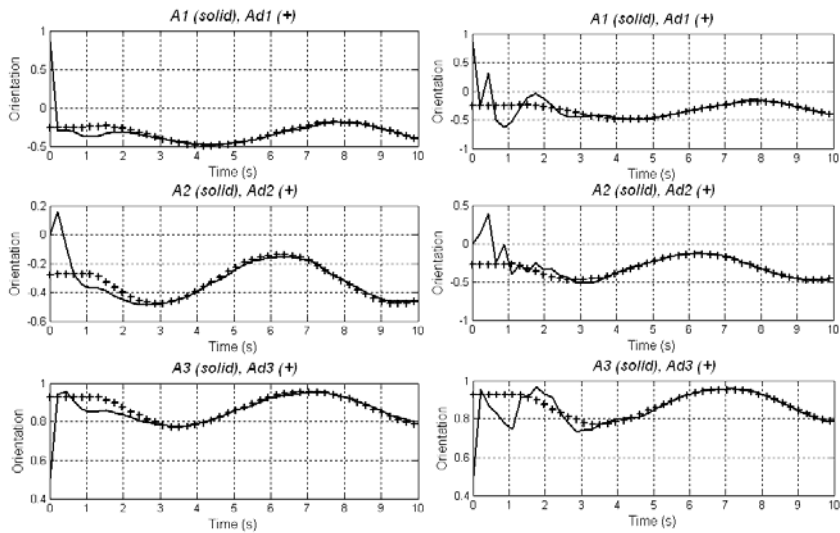 A1 (solid), Ad1 (+)
1
0.5
0
-0.5
Orientation
0 1 2 3 4 5 6 7 8 9 10
Time (s)
A2 (solid), Ad2 (+)
0.2
0
-0.2
-0.4
-0.6
Orientation
0 1 2 3 4 5 6 7 8 9 10
Time (s)
A3 (solid), Ad3 (+)
1
0.8
0.6
0.4
Orientation
0 1 2 3 4 5 6 7 8 9 10
Time (s)
A1 (solid), Ad1 (+)
1
0.5
0
-0.5
-1
Orientation
0 1 2 3 4 5 6 7 8 9 10
Time (s)
A2 (solid), Ad2 (+)
0.5
0
-0.5
-1
Orientation
0 1 2 3 4 5 6 7 8 9 10
Time (s)
A3 (solid), Ad3 (+)
1
0.8
0.6
0.4
Orientation
0 1 2 3 4 5 6 7 8 9 10
Time (s)